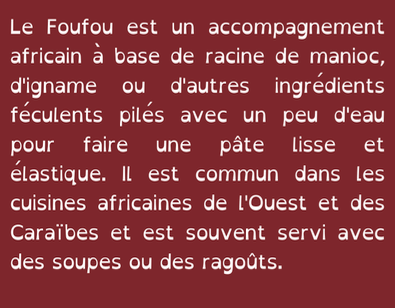 Le Foufou est un accompagnement
africain à base de racine de manioc,
d'igname ou d'autres ingrédients
féculents pilés avec un peu d'eau
pour faire une pâte lisse et
élastique. Il est commun dans les
cuisines africaines de l'Ouest et des
Caraïbes et est souvent servi avec
des soupes ou des ragoûts.